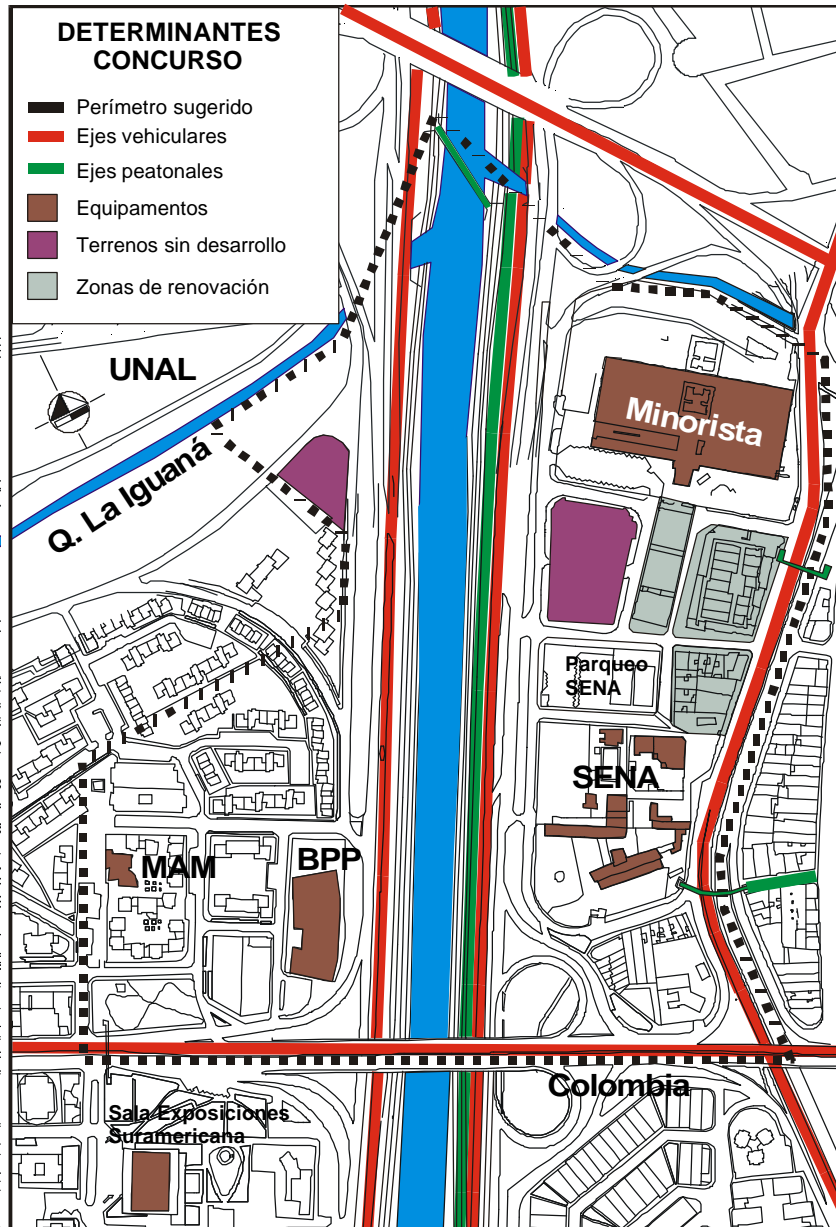 DETERMINANTES
CONCURSO
Perímetro sugerido
Ejes vehiculares
Ejes peatonales
Equipamentos
Terrenos sin desarrollo
Zonas de renovación
UNAL
Q. La Iguaná
Minorista
Parqueo
SENA
SENA
MAM
BPP
Colombia
Sala Exposiciones
Suramericana